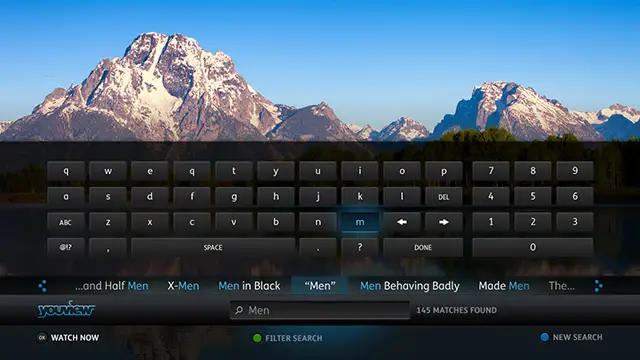 q w e q t y u i o p 7 8 9
a s d f g h j k l DEL 4 5 6
ABC z x c v b n m 1 2 3
@!? , SPACE . ? DONE 0
...and Half Men X-Men Men in Black “Men” Men Behaving Badly Made Men The...
youview Men 145 MATCHES FOUND
OK WATCH NOW FILTER SEARCH NEW SEARCH